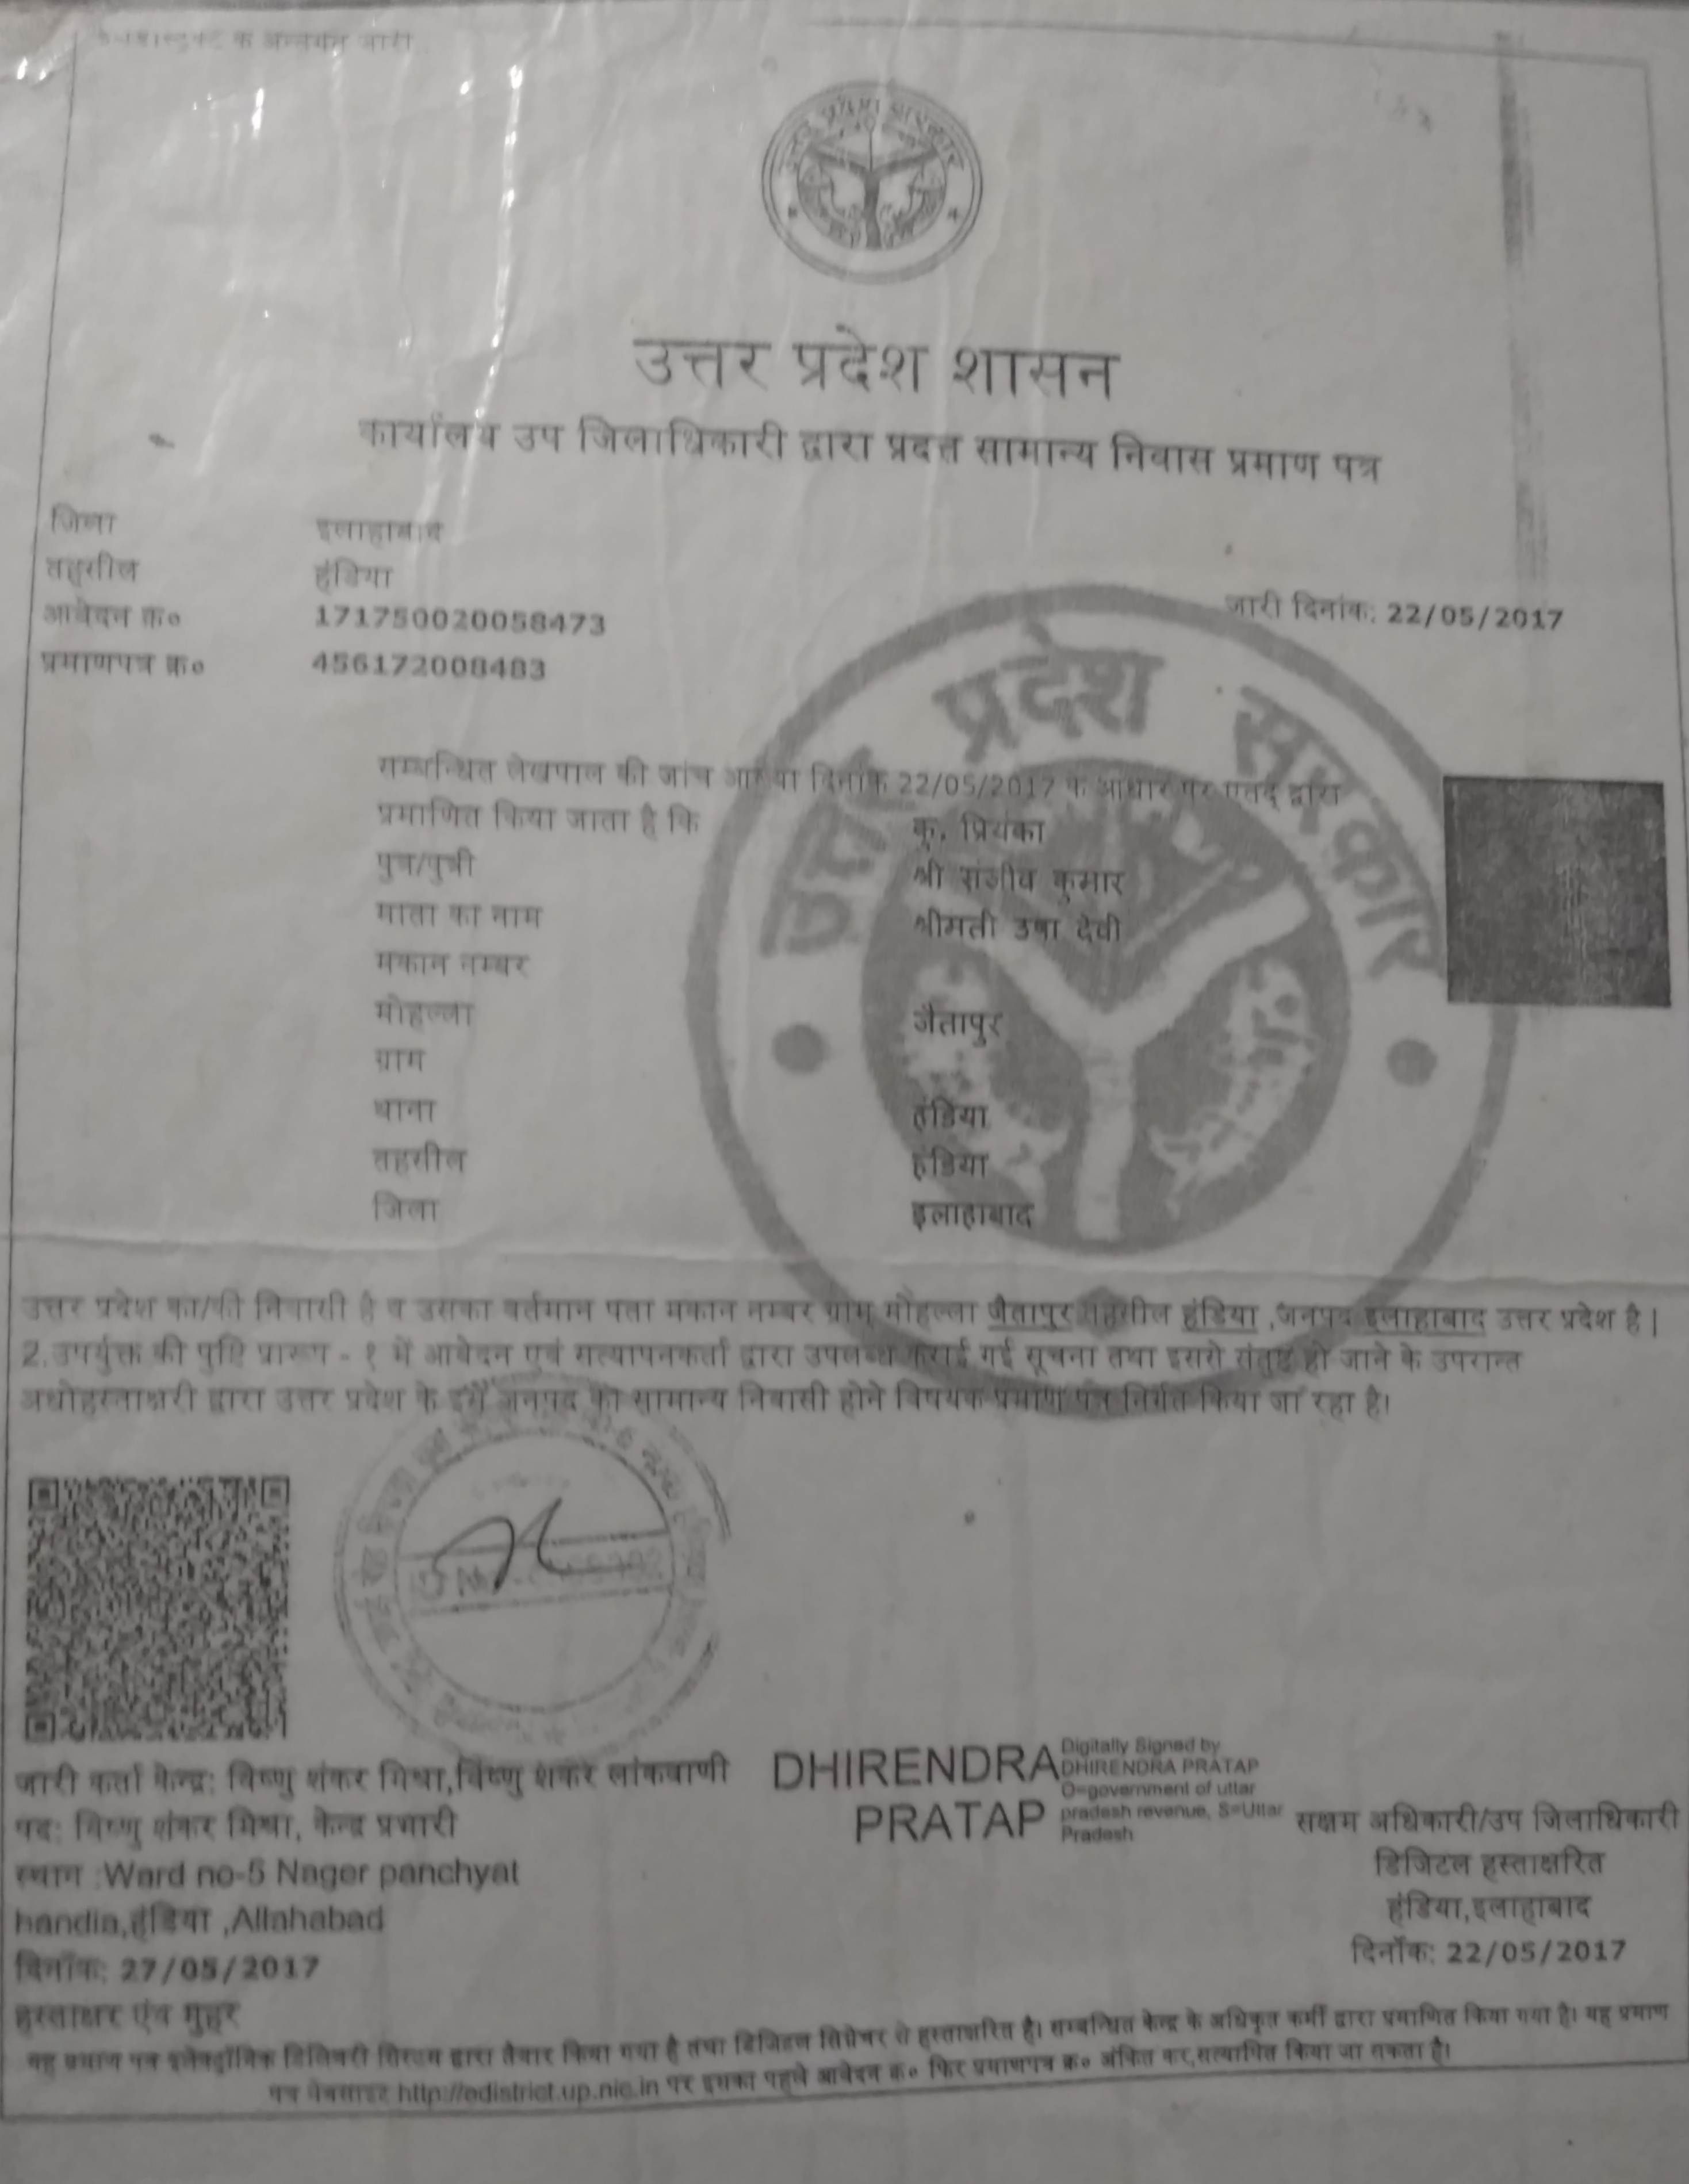 के अन्तर्गत जारी
उत्तर प्रदेश शासन
कार्यालय उप जिलाधिकारी द्वारा प्रदत्त सामान्य निवास प्रमाण पत्र
जिला इलाहाबाद
तहसील हंडिया
आवेदन क्र० 171750020058473 जारी दिनांक: 22/05/2017
प्रमाणपत्र क्र० 456172008483
उत्तर प्रदेश सरकार
सम्बन्धित लेखपाल की जांच आख्या दिनांक 22/05/2017 के आधार पर एतद् द्वारा
प्रमाणित किया जाता है कि कु. प्रियंका
पुत्र/पुत्री श्री संजीव कुमार
माता का नाम श्रीमती उषा देवी
मकान नम्बर
मोहल्ला जैतापुर
ग्राम
थाना हंडिया
तहसील हंडिया
जिला इलाहाबाद
उत्तर प्रदेश का/की निवासी है व उसका वर्तमान पता मकान नम्बर ग्राम मोहल्ला जैतापुर तहसील हंडिया ,जनपद इलाहाबाद उत्तर प्रदेश है |
2.उपर्युक्त की पुष्टि प्रारूप - १ में आवेदन एवं सत्यापनकर्ता द्वारा उपलब्ध कराई गई सूचना तथा इससे संतुष्ट हो जाने के उपरान्त
अधोहस्ताक्षरी द्वारा उत्तर प्रदेश के इस जनपद का सामान्य निवासी होने विषयक प्रमाण पत्र निर्गत किया जा रहा है।
जारी कर्ता केन्द्र: विष्णु शंकर मिश्रा,विष्णु शंकर लोकवाणी
पद: विष्णु शंकर मिश्रा, केन्द्र प्रभारी
स्थान :Ward no-5 Nager panchyat
handia,हंडिया ,Allahabad
दिनाँक: 27/05/2017
हस्ताक्षर एंव मुहर
DHIRENDRA
PRATAP
Digitally Signed by
DHIRENDRA PRATAP
O=government of uttar
pradesh revenue, S=Uttar
Pradesh
सक्षम अधिकारी/उप जिलाधिकारी
डिजिटल हस्ताक्षरित
हंडिया,इलाहाबाद
दिनाँक: 22/05/2017
यह प्रमाण पत्र इलेक्ट्रॉनिक डिलिवरी सिस्टम द्वारा तैयार किया गया है तथा डिजिटल सिग्नेचर से हस्ताक्षरित है। सम्बन्धित केन्द्र के अधिकृत कर्मी द्वारा प्रमाणित किया गया है। यह प्रमाण
पत्र वेबसाइट http://edistrict.up.nic.in पर इसका पहले आवेदन क्र० फिर प्रमाणपत्र क्र० अंकित कर,सत्यापित किया जा सकता है।